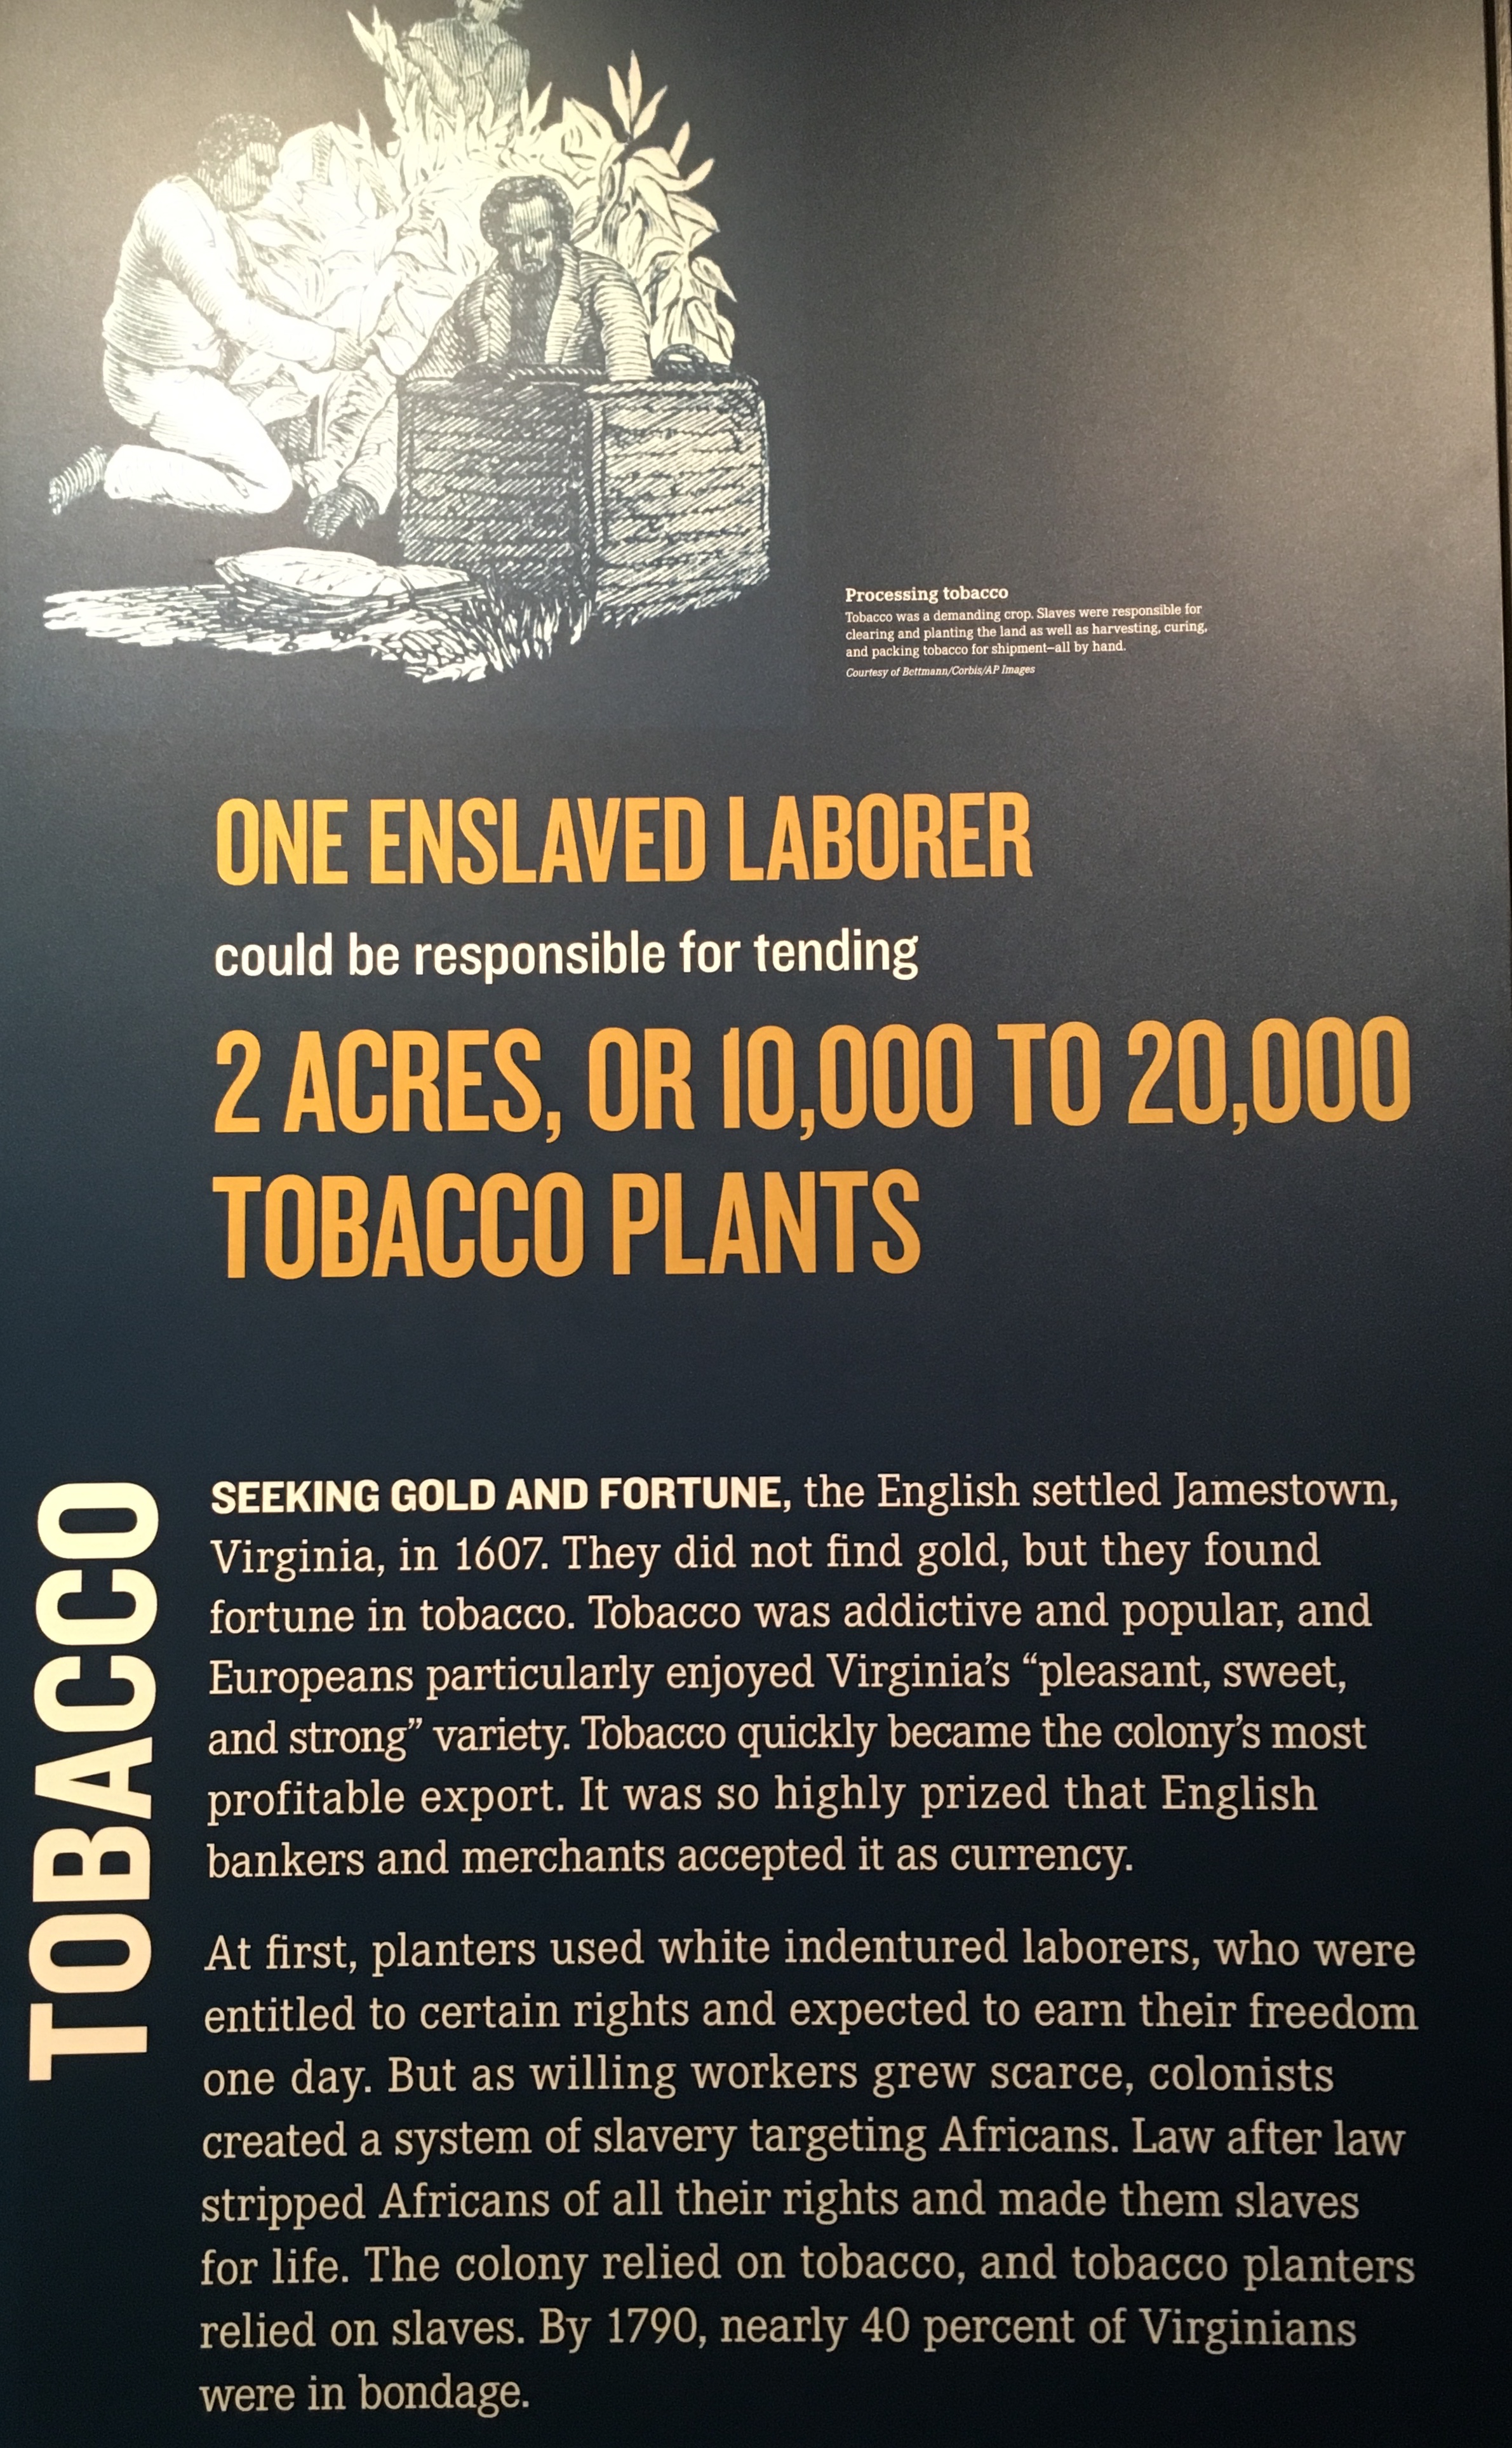 Processing tobacco
Tobacco was a demanding crop. Slaves were responsible for
clearing and planting the land as well as harvesting, curing,
and packing tobacco for shipment–all by hand.
Courtesy of Bettmann/Corbis/AP Images
ONE ENSLAVED LABORER
could be responsible for tending
2 ACRES, OR 10,000 TO 20,000
TOBACCO PLANTS
TOBACCO
SEEKING GOLD AND FORTUNE, the English settled Jamestown,
Virginia, in 1607. They did not find gold, but they found
fortune in tobacco. Tobacco was addictive and popular, and
Europeans particularly enjoyed Virginia’s “pleasant, sweet,
and strong” variety. Tobacco quickly became the colony’s most
profitable export. It was so highly prized that English
bankers and merchants accepted it as currency.
At first, planters used white indentured laborers, who were
entitled to certain rights and expected to earn their freedom
one day. But as willing workers grew scarce, colonists
created a system of slavery targeting Africans. Law after law
stripped Africans of all their rights and made them slaves
for life. The colony relied on tobacco, and tobacco planters
relied on slaves. By 1790, nearly 40 percent of Virginians
were in bondage.